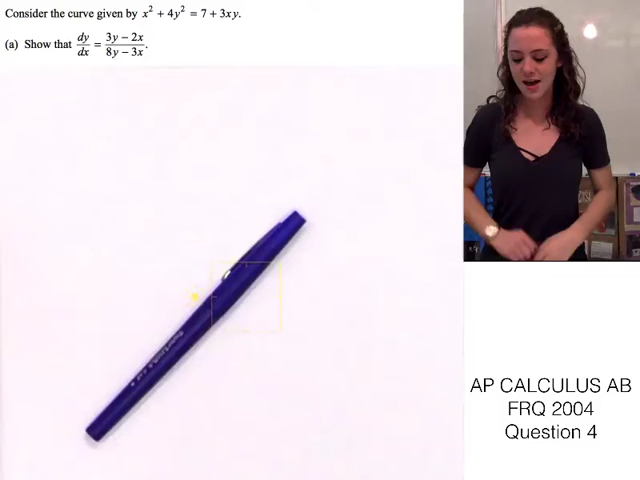 Consider the curve given by x² + 4y² = 7 + 3xy.
(a) Show that dy/dx = (3y − 2x)/(8y − 3x).
AP CALCULUS AB
FRQ 2004
Question 4